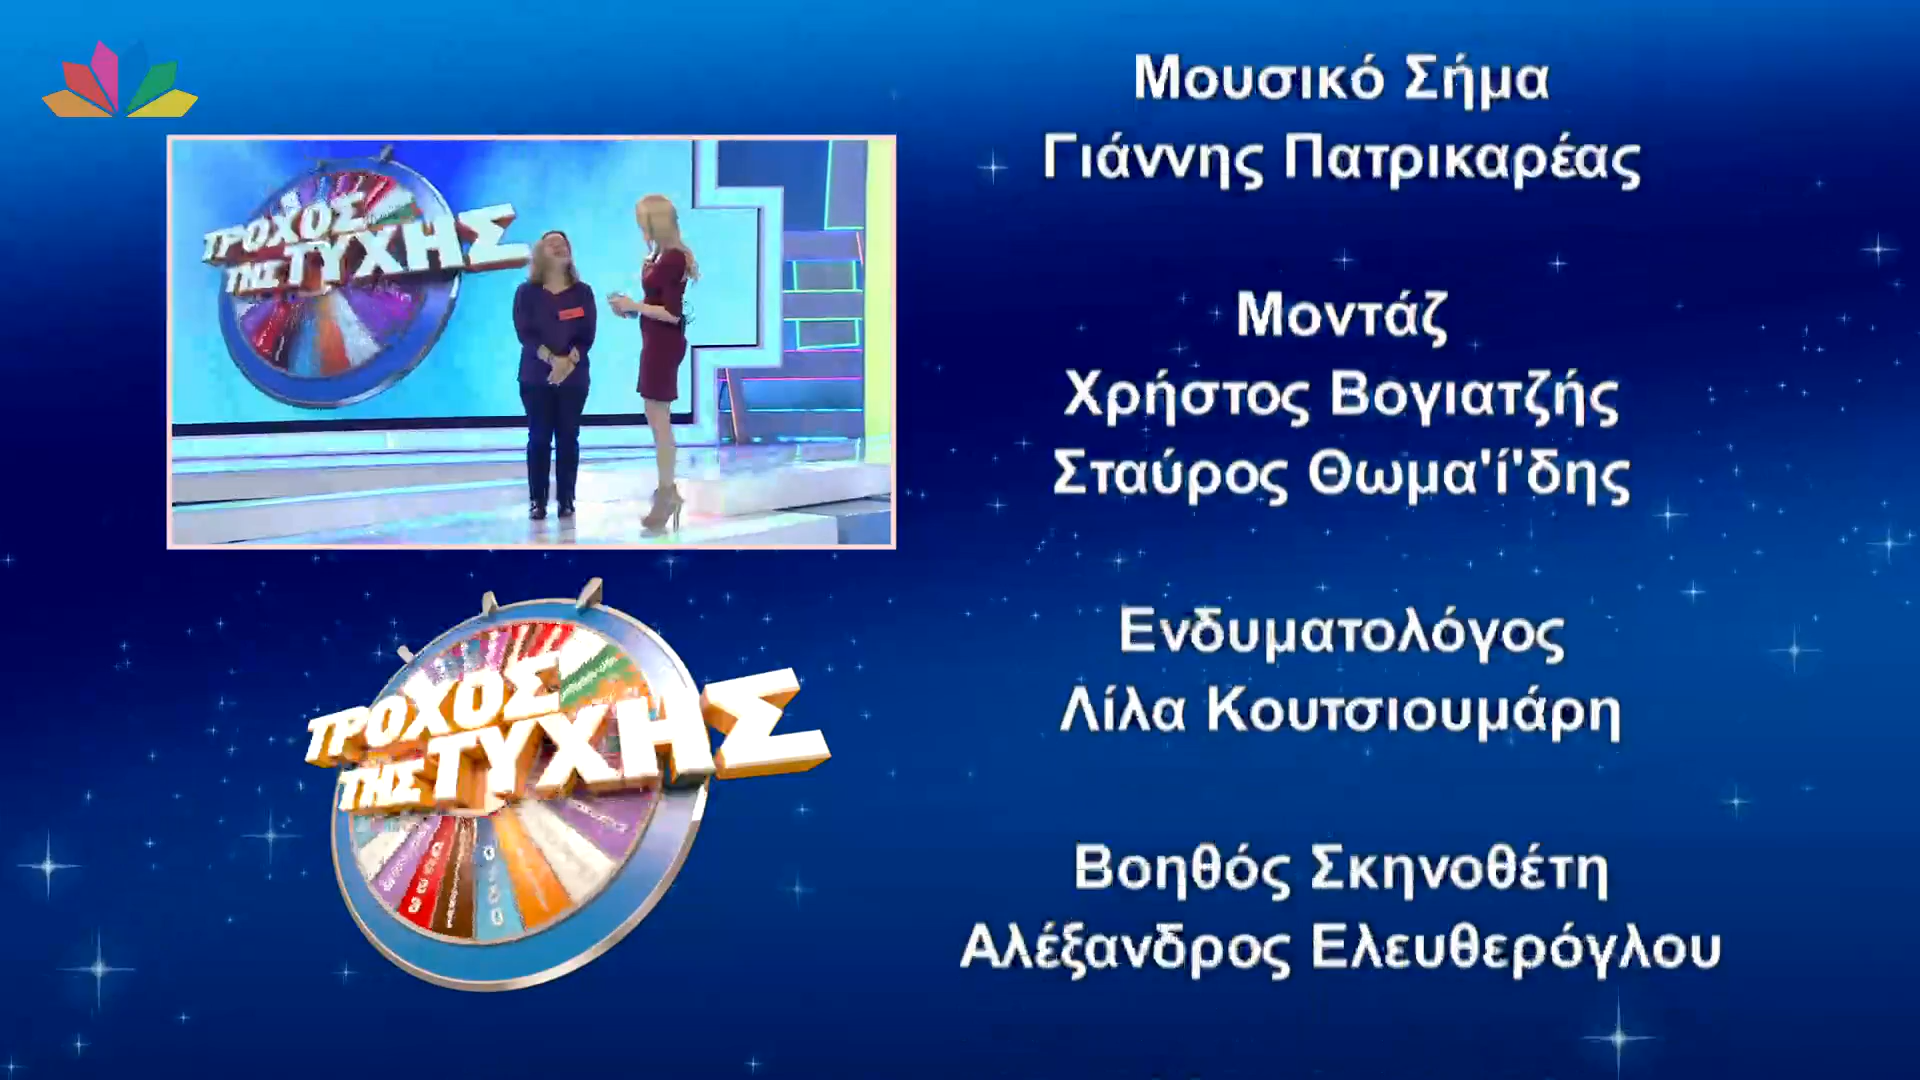 ΤΡΟΧΟΣ
ΤΗΣ ΤΥΧΗΣ
ΤΡΟΧΟΣ
ΤΗΣ ΤΥΧΗΣ
Μουσικό Σήμα
Γιάννης Πατρικαρέας
Μοντάζ
Χρήστος Βογιατζής
Σταύρος Θωμα'ί'δης
Ενδυματολόγος
Λίλα Κουτσιουμάρη
Βοηθός Σκηνοθέτη
Αλέξανδρος Ελευθερόγλου